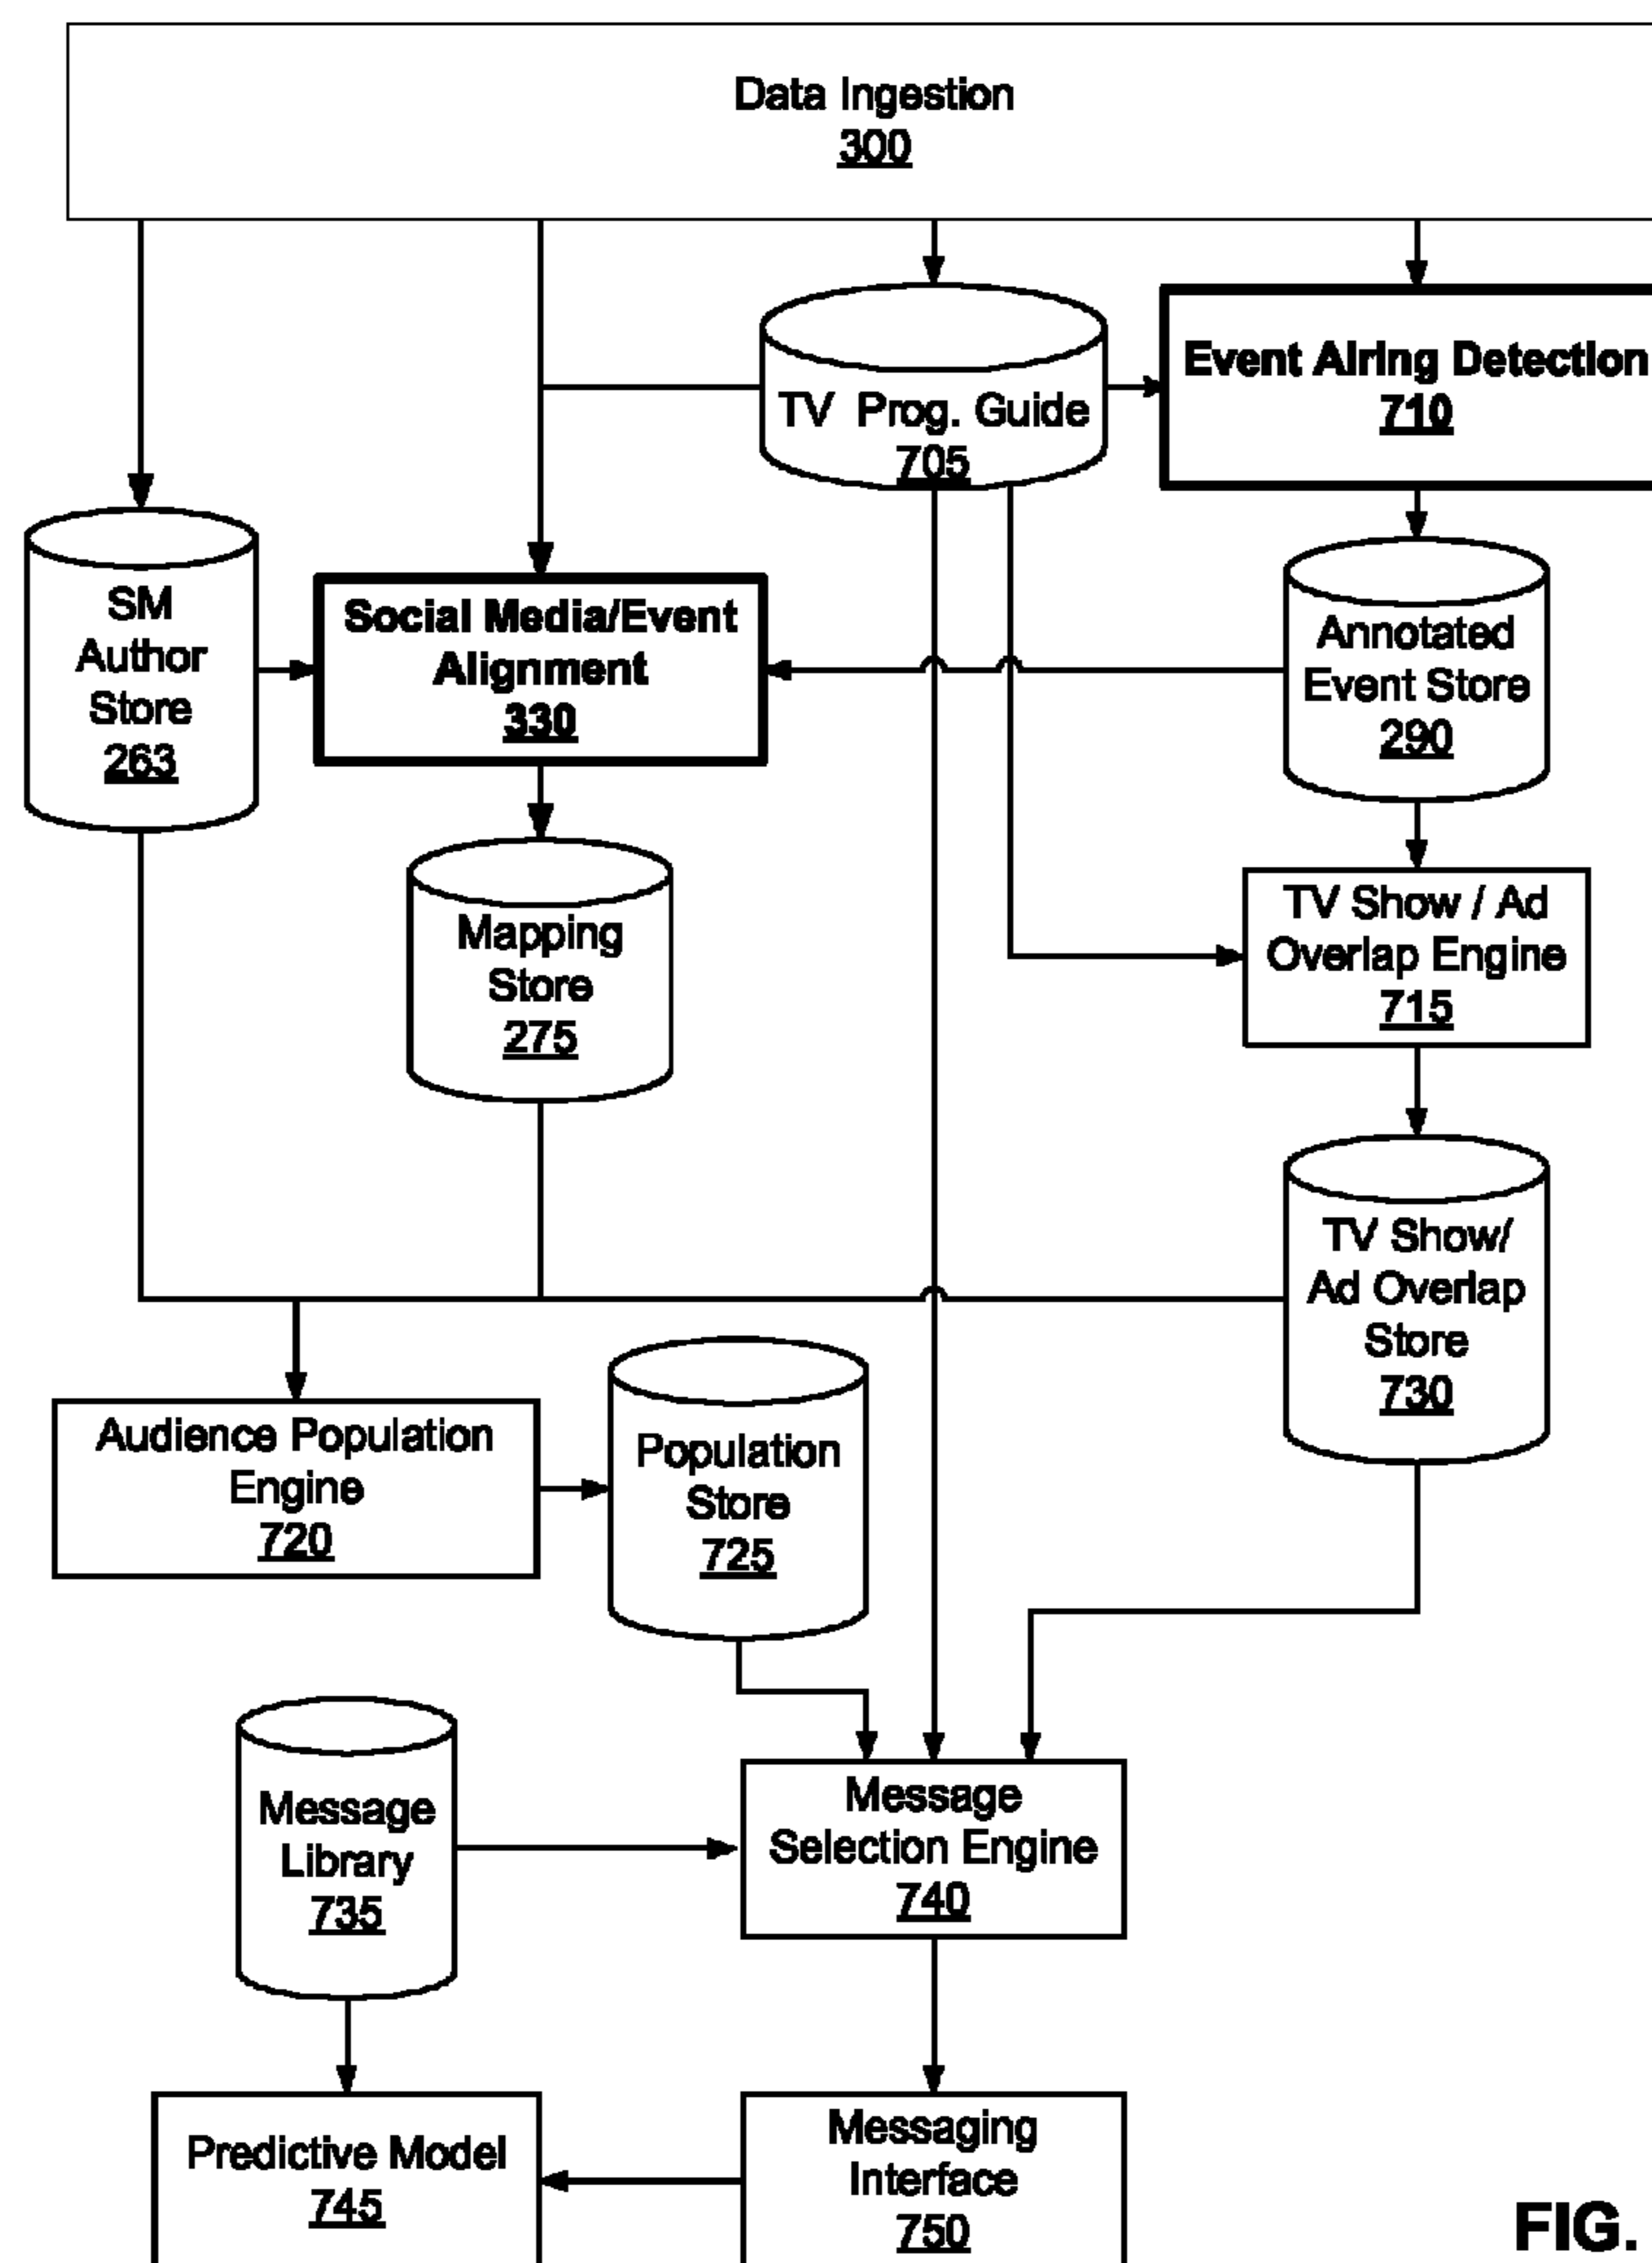 Data Ingestion
300
TV Prog. Guide
705
Event Airing Detection
710
SM
Author
Store
263
Social Media/Event
Alignment
330
Annotated
Event Store
290
Mapping
Store
275
TV Show / Ad
Overlap Engine
715
TV Show/
Ad Overlap
Store
730
Audience Population
Engine
720
Population
Store
725
Message
Library
735
Message
Selection Engine
740
Predictive Model
745
Messaging
Interface
750
FIG.